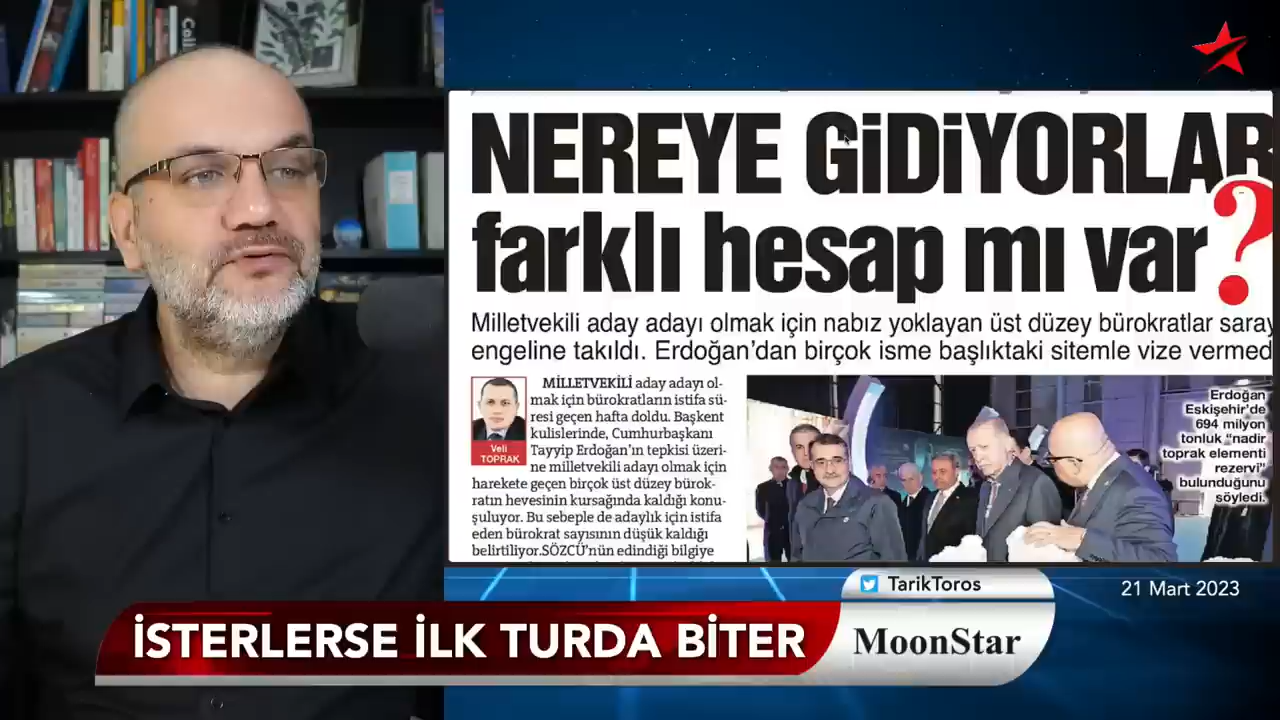 NEREYE GiDiYORLAR
farklı hesap mı var?
Milletvekili aday adayı olmak için nabız yoklayan üst düzey bürokratlar saray
engeline takıldı. Erdoğan'dan birçok isme başlıktaki sitemle vize vermed
Veli
TOPRAK
MİLLETVEKİLİ aday adayı ol-
mak için bürokratların istifa sü-
resi geçen hafta doldu. Başkent
kulislerinde, Cumhurbaşkanı
Tayyip Erdoğan'ın tepkisi üzeri-
ne milletvekili adayı olmak için
harekete geçen birçok üst düzey bürok-
ratın hevesinin kursağında kaldığı konu-
şuluyor. Bu sebeple de adaylık için istifa
eden bürokrat sayısının düşük kaldığı
belirtiliyor.SÖZCÜ'nün edindiği bilgiye
Erdoğan
Eskişehir'de
694 milyon
tonluk "nadir
toprak elementi
rezervi"
bulunduğunu
söyledi.
TarikToros
21 Mart 2023
İSTERLERSE İLK TURDA BİTER
MoonStar